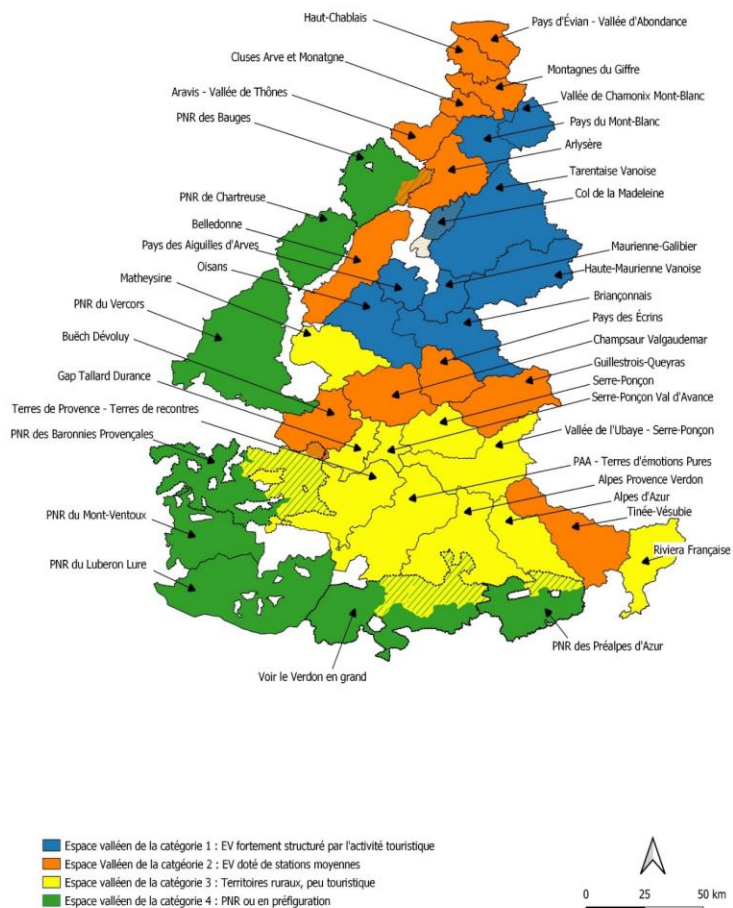 Haut-Chablais
Pays d'Évian - Vallée d'Abondance
Cluses Arve et Monatgne
Montagnes du Giffre
Aravis - Vallée de Thônes
Vallée de Chamonix Mont-Blanc
PNR des Bauges
Pays du Mont-Blanc
Arlysère
Tarentaise Vanoise
PNR de Chartreuse
Col de la Madeleine
Belledonne
Pays des Aiguilles d'Arves
Maurienne-Galibier
Oisans
Haute-Maurienne Vanoise
Matheysine
Briançonnais
PNR du Vercors
Pays des Écrins
Buëch Dévoluy
Champsaur Valgaudemar
Guillestrois-Queyras
Gap Tallard Durance
Serre-Ponçon
Serre-Ponçon Val d'Avance
Terres de Provence - Terres de recontres
Vallée de l'Ubaye - Serre-Ponçon
PNR des Baronnies Provençales
PAA - Terres d'émotions Pures
Alpes Provence Verdon
Alpes d'Azur
PNR du Mont-Ventoux
Tinée-Vésubie
Riviera Française
PNR du Luberon Lure
PNR des Préalpes d'Azur
Voir le Verdon en grand
Espace valléen de la catégorie 1 : EV fortement structuré par l'activité touristique
Espace Valléen de la catgéorie 2 : EV doté de stations moyennes
Espace valléen de la catégorie 3 : Territoires ruraux, peu touristique
Espace valléen de la catégorie 4 : PNR ou en préfiguration
0 25 50 km